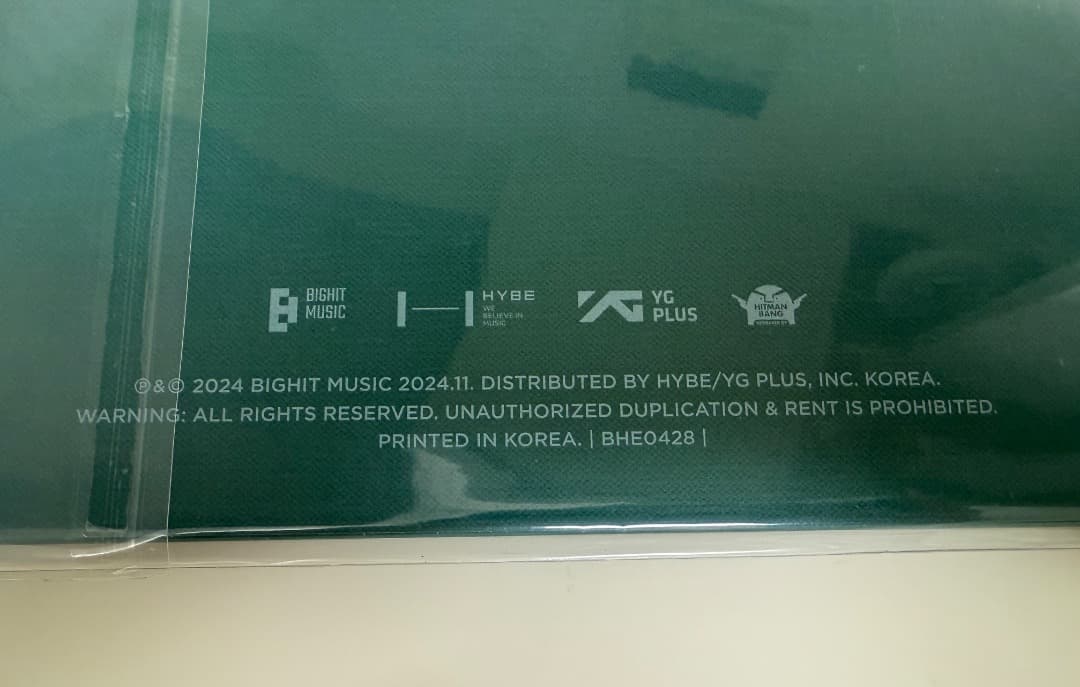 BIGHIT MUSIC
HYBE
WE BELIEVE IN MUSIC
YG PLUS
HITMAN BANG
℗&© 2024 BIGHIT MUSIC 2024.11. DISTRIBUTED BY HYBE/YG PLUS, INC. KOREA.
WARNING: ALL RIGHTS RESERVED. UNAUTHORIZED DUPLICATION & RENT IS PROHIBITED.
PRINTED IN KOREA. | BHE0428 |